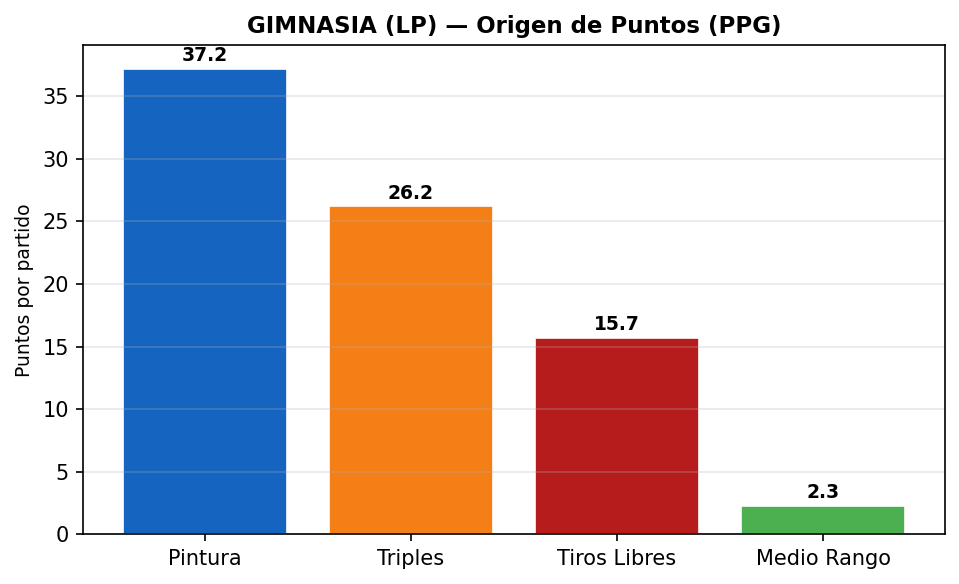 GIMNASIA (LP) — Origen de Puntos (PPG)
Puntos por partido
35
30
25
20
15
10
5
0
37.2
26.2
15.7
2.3
Pintura
Triples
Tiros Libres
Medio Rango